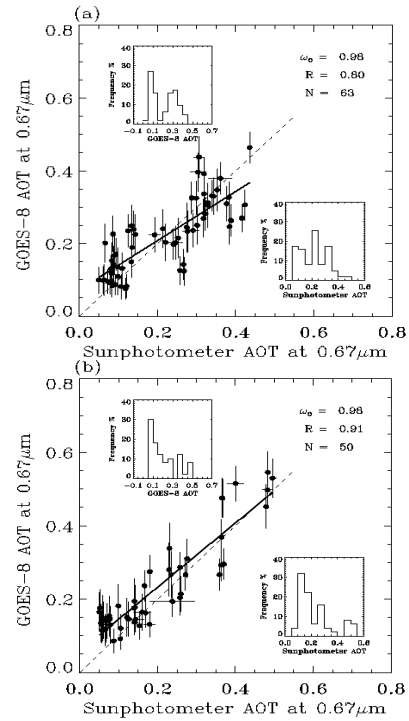 (a)
0.8
0.6
0.4
0.2
0.0
GOES-8 AOT at 0.67μm
40
30
20
10
0
Frequency %
-0.1 0.1 0.3 0.5 0.7
GOES-8 AOT
ω₀ = 0.98
R = 0.80
N = 63
40
30
20
10
0
Frequency %
0.0 0.2 0.4 0.6
Sunphotometer AOT
0.0 0.2 0.4 0.6 0.8
Sunphotometer AOT at 0.67μm
(b)
0.8
0.6
0.4
0.2
0.0
GOES-8 AOT at 0.67μm
40
30
20
10
0
Frequency %
-0.1 0.1 0.3 0.5 0.7
GOES-8 AOT
ω₀ = 0.98
R = 0.91
N = 50
40
30
20
10
0
Frequency %
0.0 0.2 0.4 0.6
Sunphotometer AOT
0.0 0.2 0.4 0.6 0.8
Sunphotometer AOT at 0.67μm